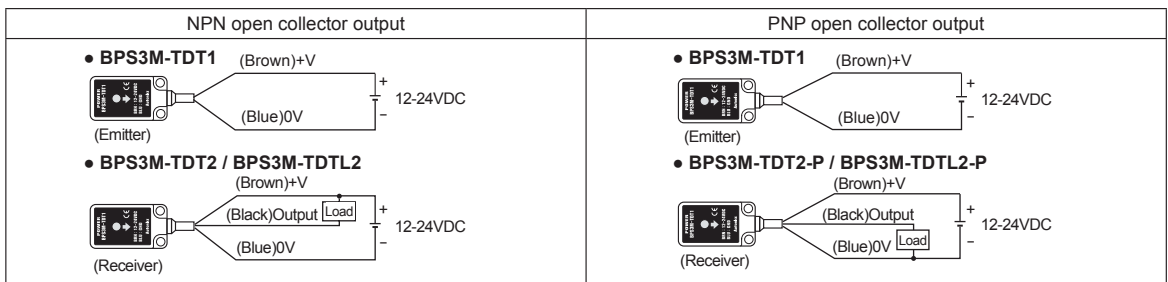 NPN open collector output
● BPS3M-TDT1
(Brown)+V
+
12-24VDC
−
(Blue)0V
(Emitter)
● BPS3M-TDT2 / BPS3M-TDTL2
(Brown)+V
(Black)Output
Load
+
12-24VDC
−
(Blue)0V
(Receiver)
PNP open collector output
● BPS3M-TDT1
(Brown)+V
+
12-24VDC
−
(Blue)0V
(Emitter)
● BPS3M-TDT2-P / BPS3M-TDTL2-P
(Brown)+V
(Black)Output
+
12-24VDC
−
(Blue)0V
Load
(Receiver)